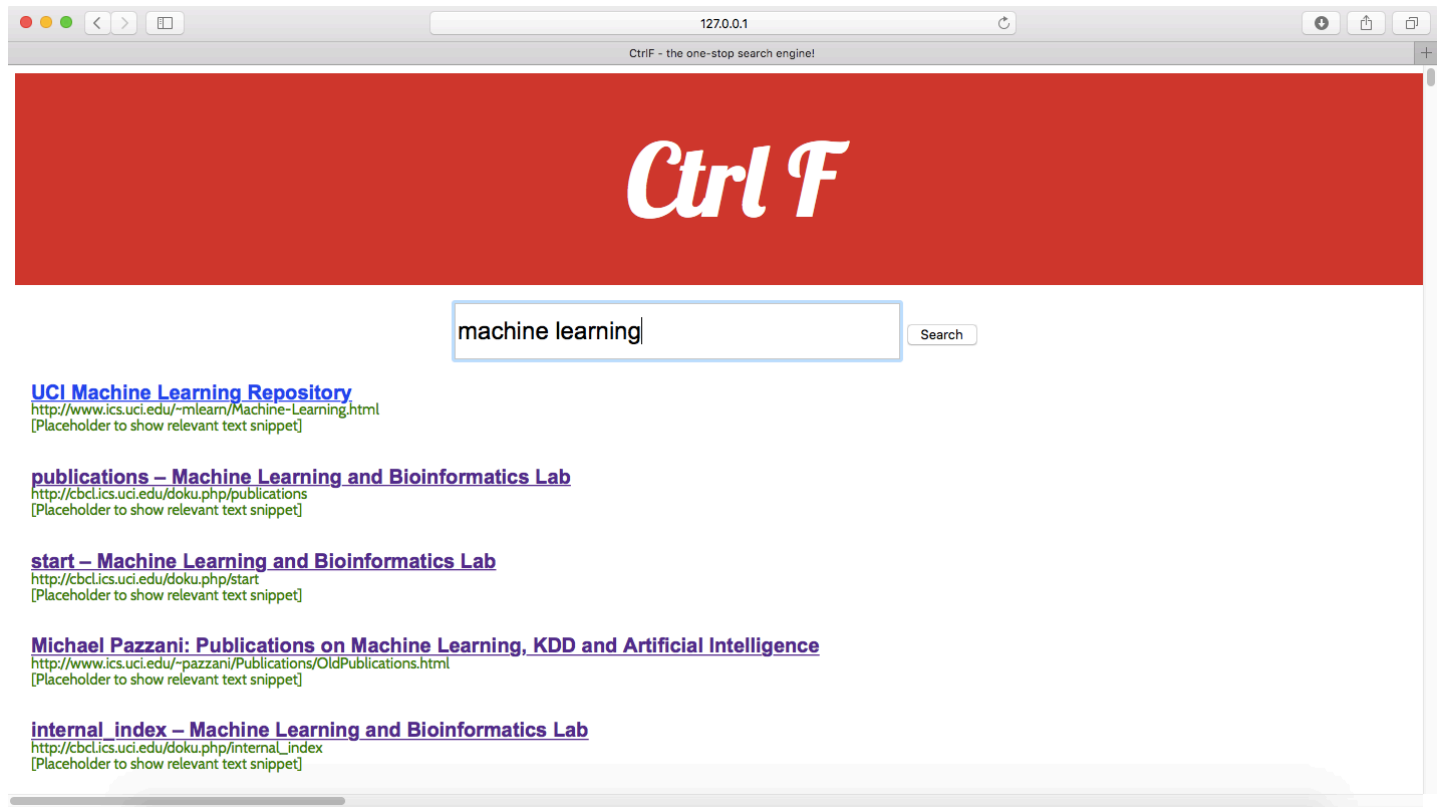 127.0.0.1
CtrlF - the one-stop search engine!
Ctrl F
machine learning
Search
UCI Machine Learning Repository
http://www.ics.uci.edu/~mlearn/Machine-Learning.html
[Placeholder to show relevant text snippet]
publications – Machine Learning and Bioinformatics Lab
http://cbcl.ics.uci.edu/doku.php/publications
[Placeholder to show relevant text snippet]
start – Machine Learning and Bioinformatics Lab
http://cbcl.ics.uci.edu/doku.php/start
[Placeholder to show relevant text snippet]
Michael Pazzani: Publications on Machine Learning, KDD and Artificial Intelligence
http://www.ics.uci.edu/~pazzani/Publications/OldPublications.html
[Placeholder to show relevant text snippet]
internal_index – Machine Learning and Bioinformatics Lab
http://cbcl.ics.uci.edu/doku.php/internal_index
[Placeholder to show relevant text snippet]